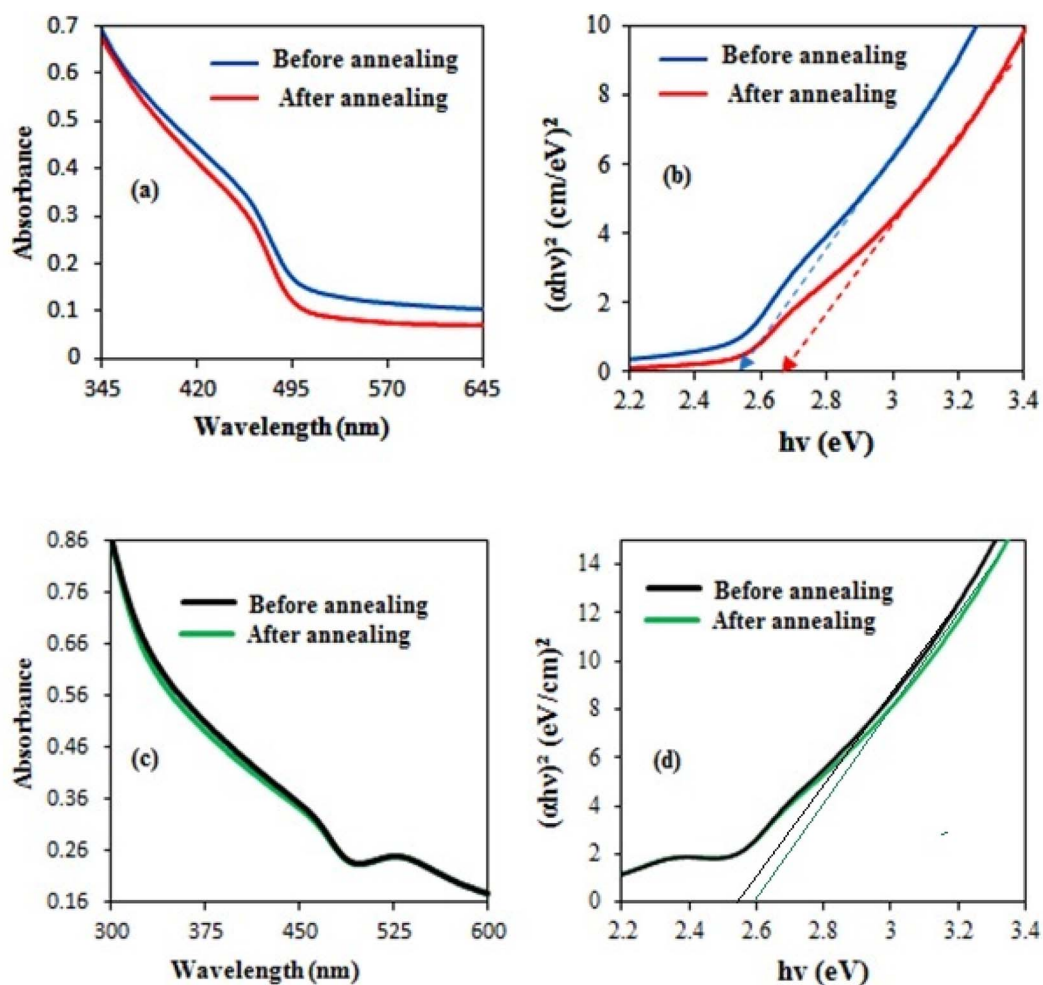 0.7
0.6
0.5
0.4
0.3
0.2
0.1
0
Absorbance
Before annealing
After annealing
(a)
345 420 495 570 645
Wavelength (nm)
10
8
6
4
2
0
(αhν)² (cm/eV)²
Before annealing
After annealing
(b)
2.2 2.4 2.6 2.8 3 3.2 3.4
hν (eV)
0.86
0.76
0.66
0.56
0.46
0.36
0.26
0.16
Absorbance
Before annealing
After annealing
(c)
300 375 450 525 600
Wavelength (nm)
14
12
10
8
6
4
2
0
(αhν)² (eV/cm)²
Before annealing
After annealing
(d)
2.2 2.4 2.6 2.8 3 3.2 3.4
hν (eV)